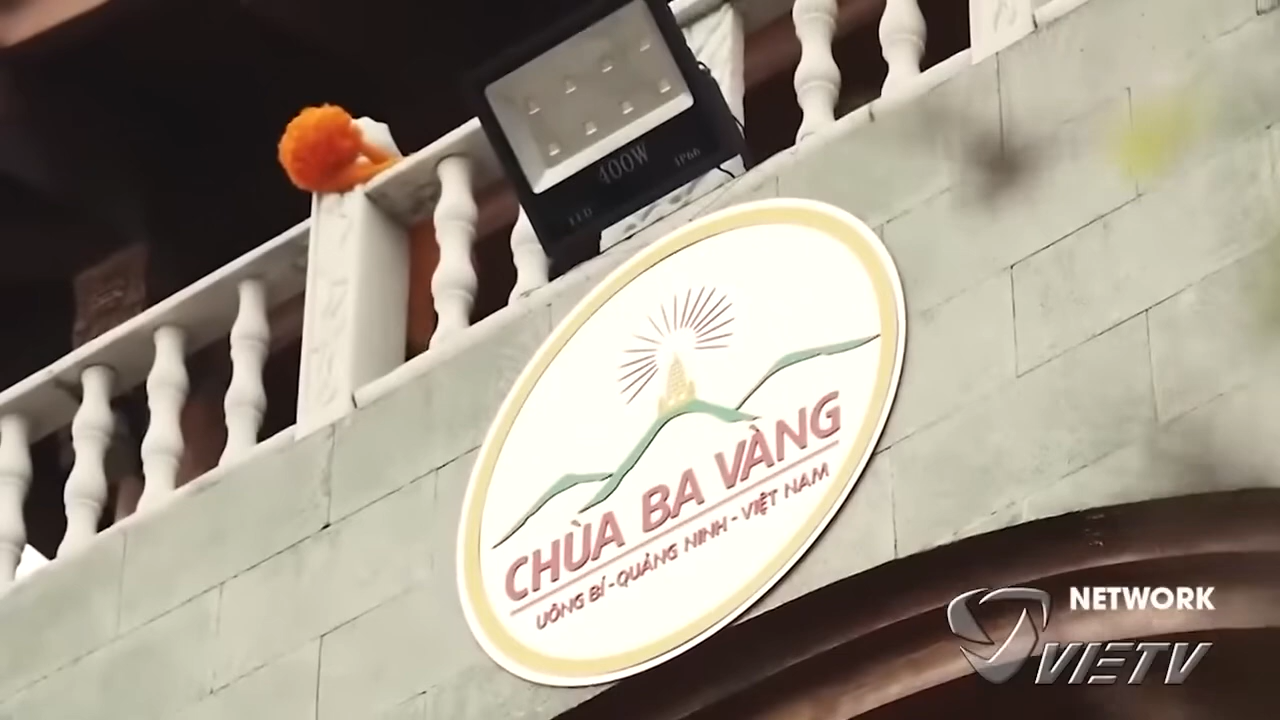 400W
IP66
LED
CHÙA BA VÀNG
UÔNG BÍ - QUẢNG NINH - VIỆT NAM
NETWORK
VIETV